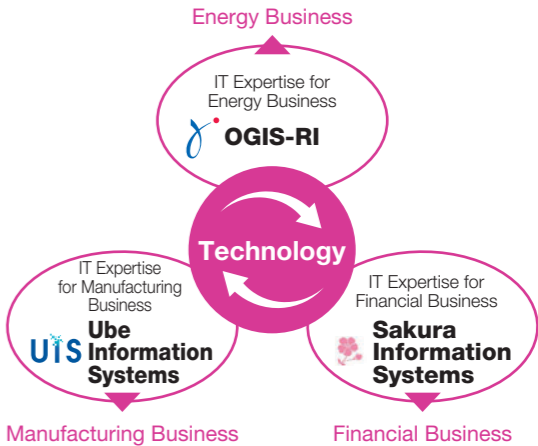 Energy Business
IT Expertise for
Energy Business
OGIS-RI
Technology
IT Expertise
for Manufacturing
Business
UiS
Ube
Information
Systems
Manufacturing Business
IT Expertise for
Financial Business
Sakura
Information
Systems
Financial Business